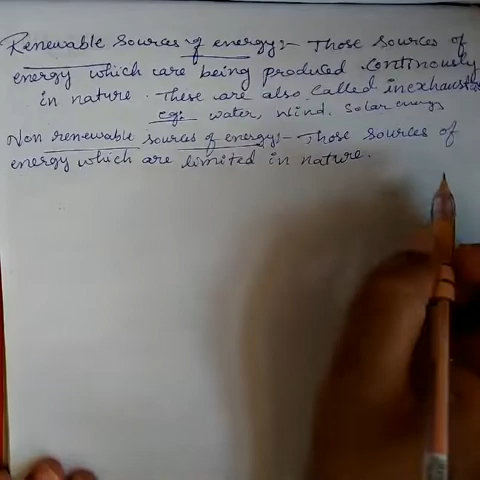 Renewable Sources of energy:- Those sources of
energy which are being produced continously
in nature. These are also called inexhaustible
eg:- water, wind, solar energy
Non renewable sources of energy:- Those sources of
energy which are limited in nature.